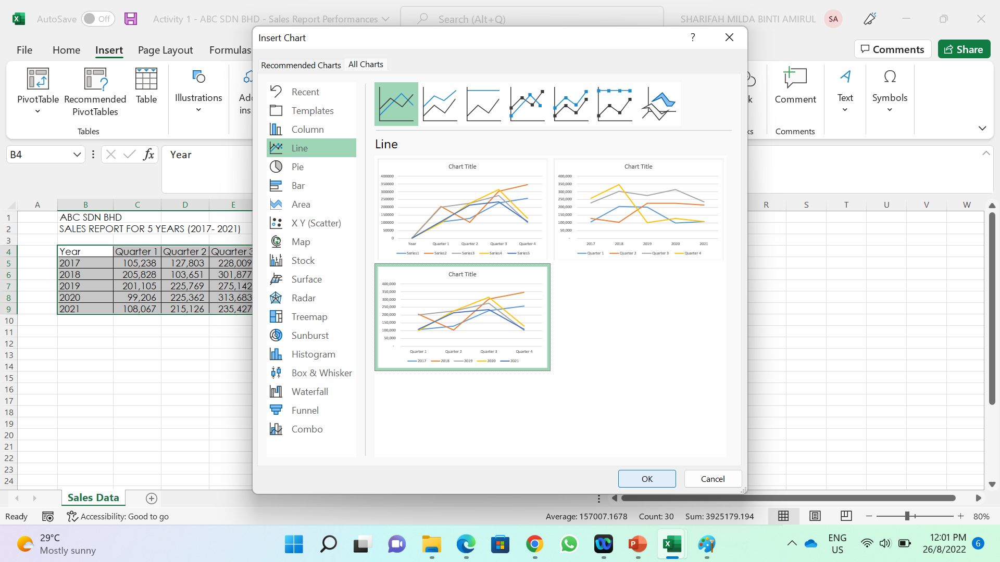 AutoSave Off Activity 1 - ABC SDN BHD - Sales Report Performances Search (Alt+Q) SHARIFAH MILDA BINTI AMIRUL SA
Insert Chart ?
File Home Insert Page Layout Formulas Comments Share
Recommended Charts All Charts
PivotTable Recommended PivotTables Table Illustrations Comment Text Symbols
Tables Comments
Recent
Templates
Column
Line
Pie
Bar
Area
X Y (Scatter)
Map
Stock
Surface
Radar
Treemap
Sunburst
Histogram
Box & Whisker
Waterfall
Funnel
Combo
Line
Chart Title
400000
350000
300000
250000
200000
150000
100000
50000
0
Year Quarter 1 Quarter 2 Quarter 3 Quarter 4
Series1 Series2 Series3 Series4 Series5
Chart Title
400,000
350,000
300,000
250,000
200,000
150,000
100,000
50,000
-
2017 2018 2019 2020 2021
Quarter 1 Quarter 2 Quarter 3 Quarter 4
Chart Title
400,000
350,000
300,000
250,000
200,000
150,000
100,000
50,000
-
Quarter 1 Quarter 2 Quarter 3 Quarter 4
2017 2018 2019 2020 2021
OK Cancel
B4 fx Year
A B C D E R S T U V W
1 ABC SDN BHD
2 SALES REPORT FOR 5 YEARS (2017- 2021)
3
4 Year Quarter 1 Quarter 2 Quarter 3
5 2017 105,238 127,803 228,009
6 2018 205,828 103,651 301,877
7 2019 201,105 225,769 275,142
8 2020 99,206 225,362 313,683
9 2021 108,067 215,126 235,427
10
11
12
13
14
15
16
17
18
19
20
21
22
23
24
Sales Data
Ready Accessibility: Good to go Average: 157007.1678 Count: 30 Sum: 3925179.194 80%
29°C
Mostly sunny
ENG
US
12:01 PM
26/8/2022
6